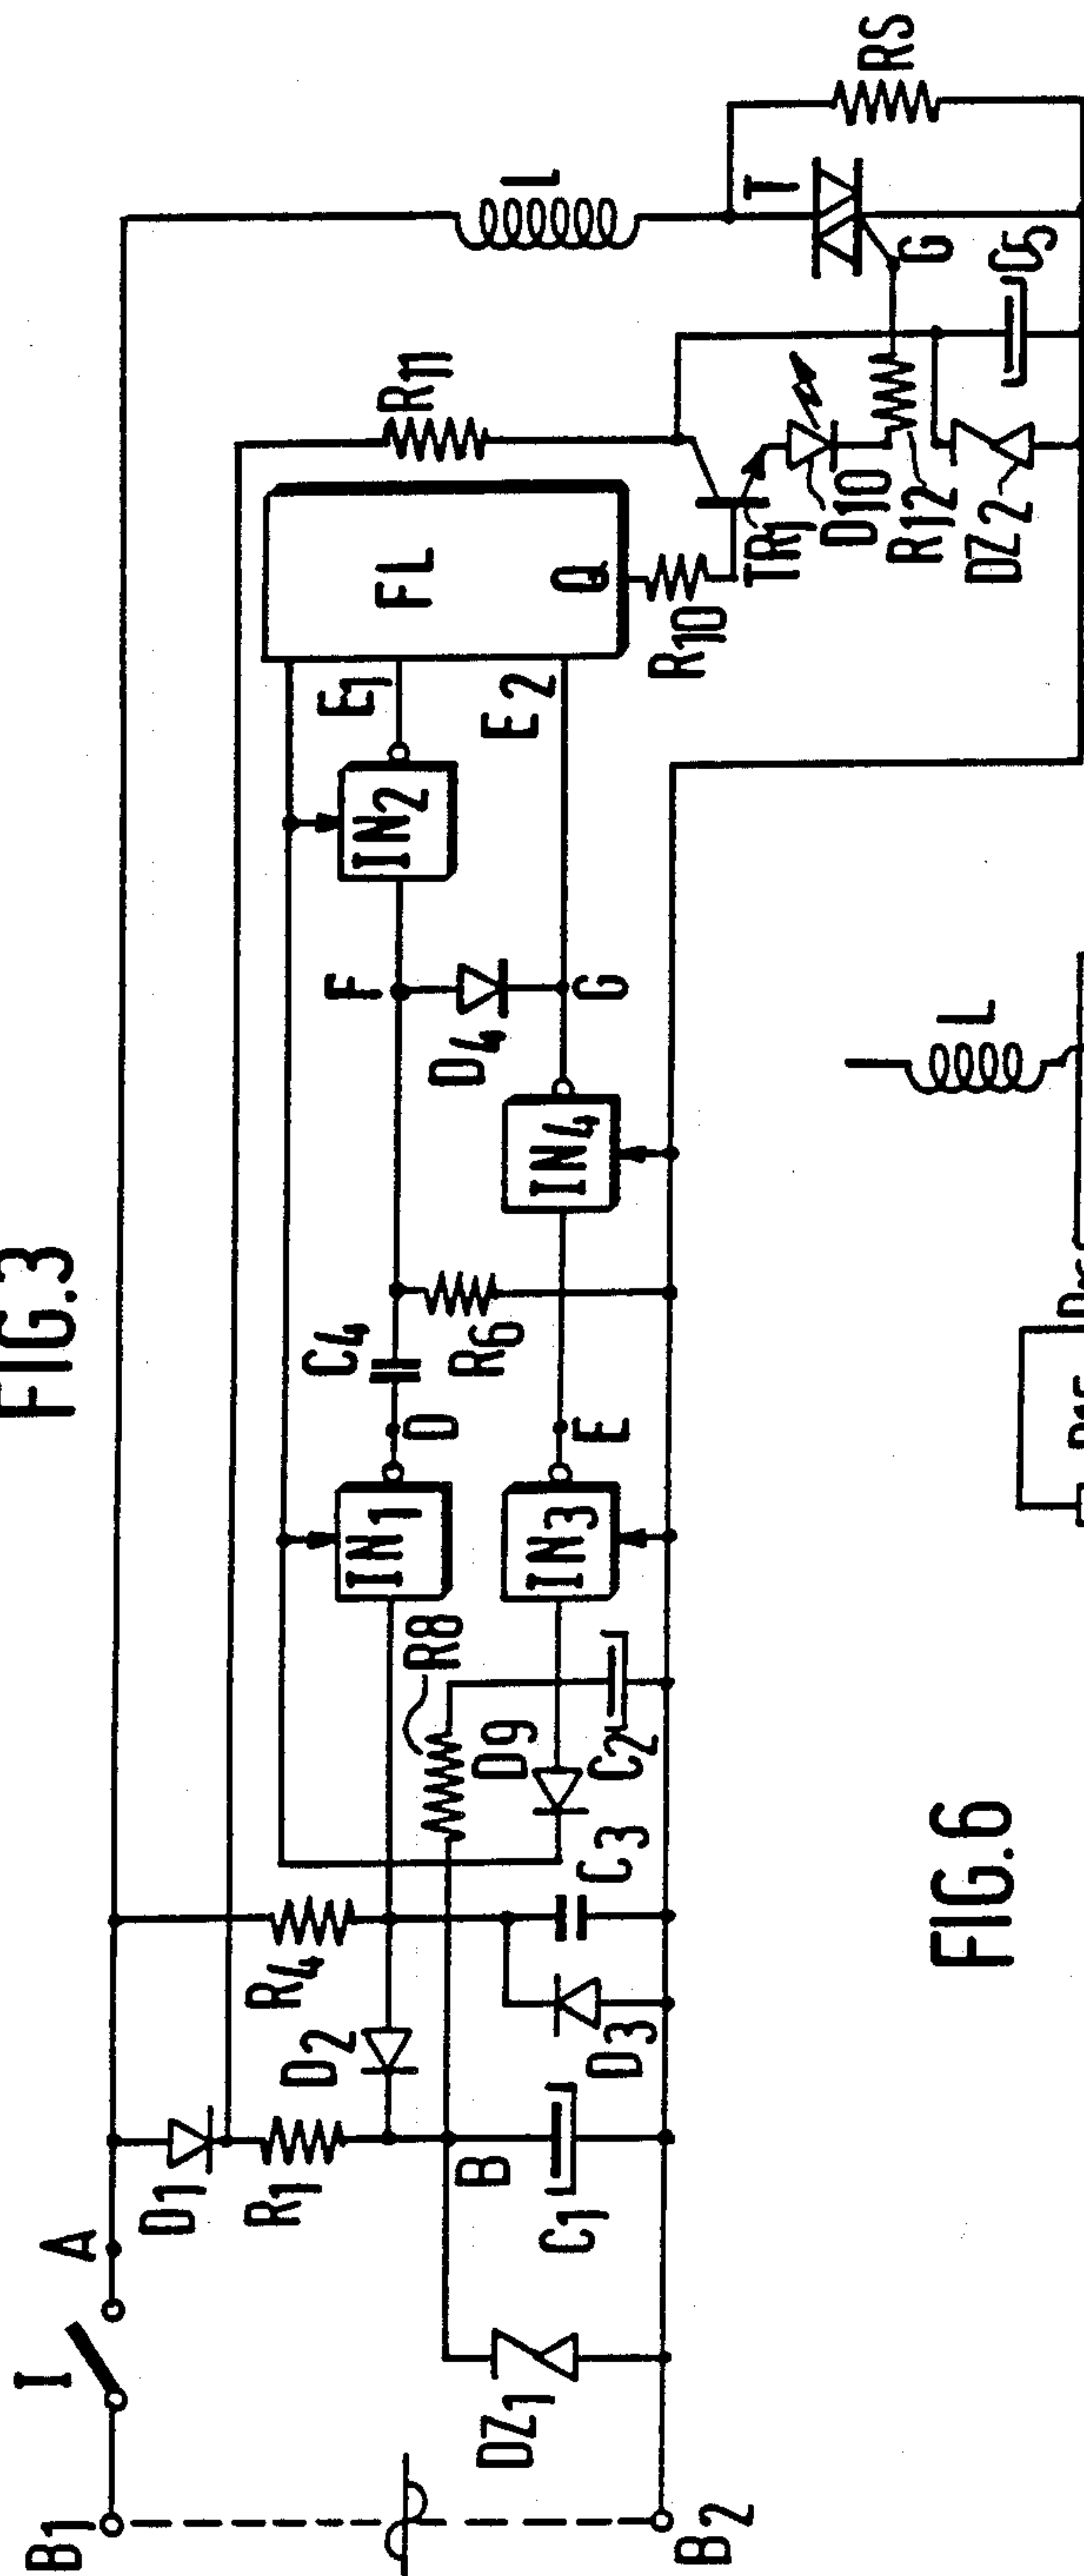 FIG.3
B1
I
A
D1
R1
D2
R4
B
C1
DZ1
B2
D3
C3
R8
D9
C2
IN1
IN3
D
E
C4
R6
F
D4
G
IN4
IN2
E1
E2
FL
Q
R10
R11
TR1
D10
R12
DZ2
C5
G
T
L
RS
FIG.6
L